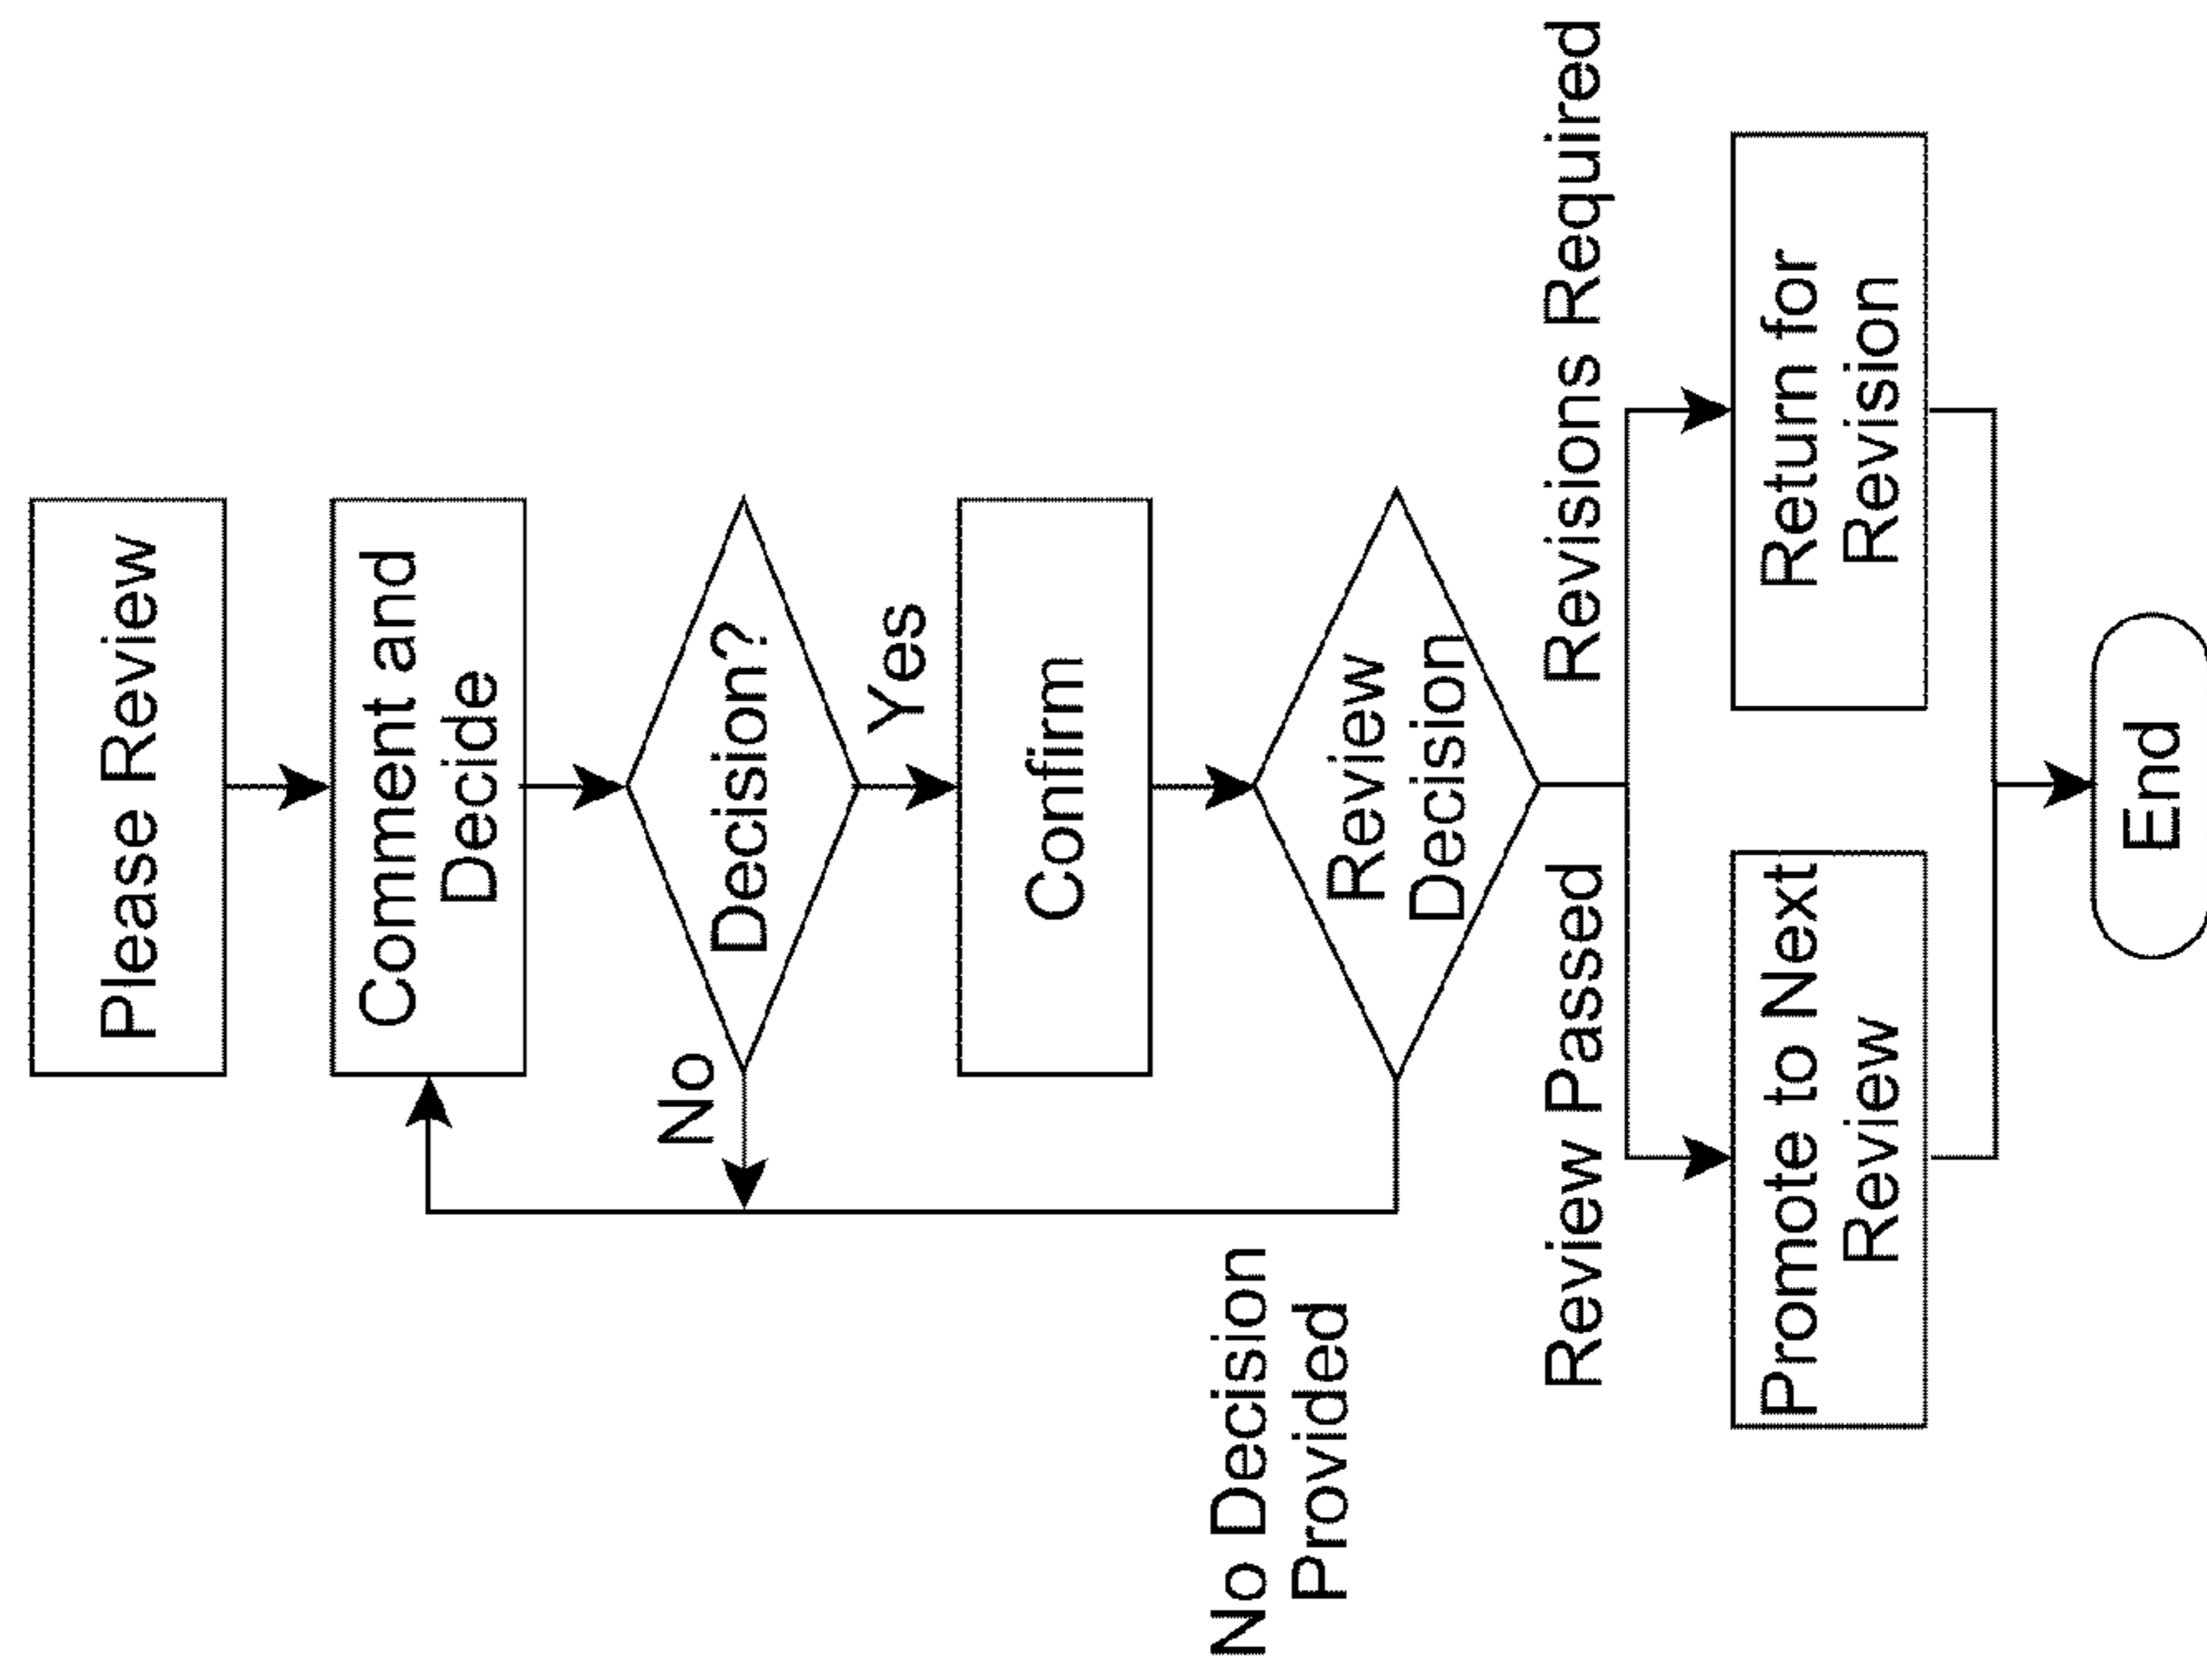 Please Review
Comment and
Decide
Decision?
No
Yes
Confirm
Review
Decision
No Decision
Provided
Review Passed
Revisions Required
Promote to Next
Review
Return for
Revision
End